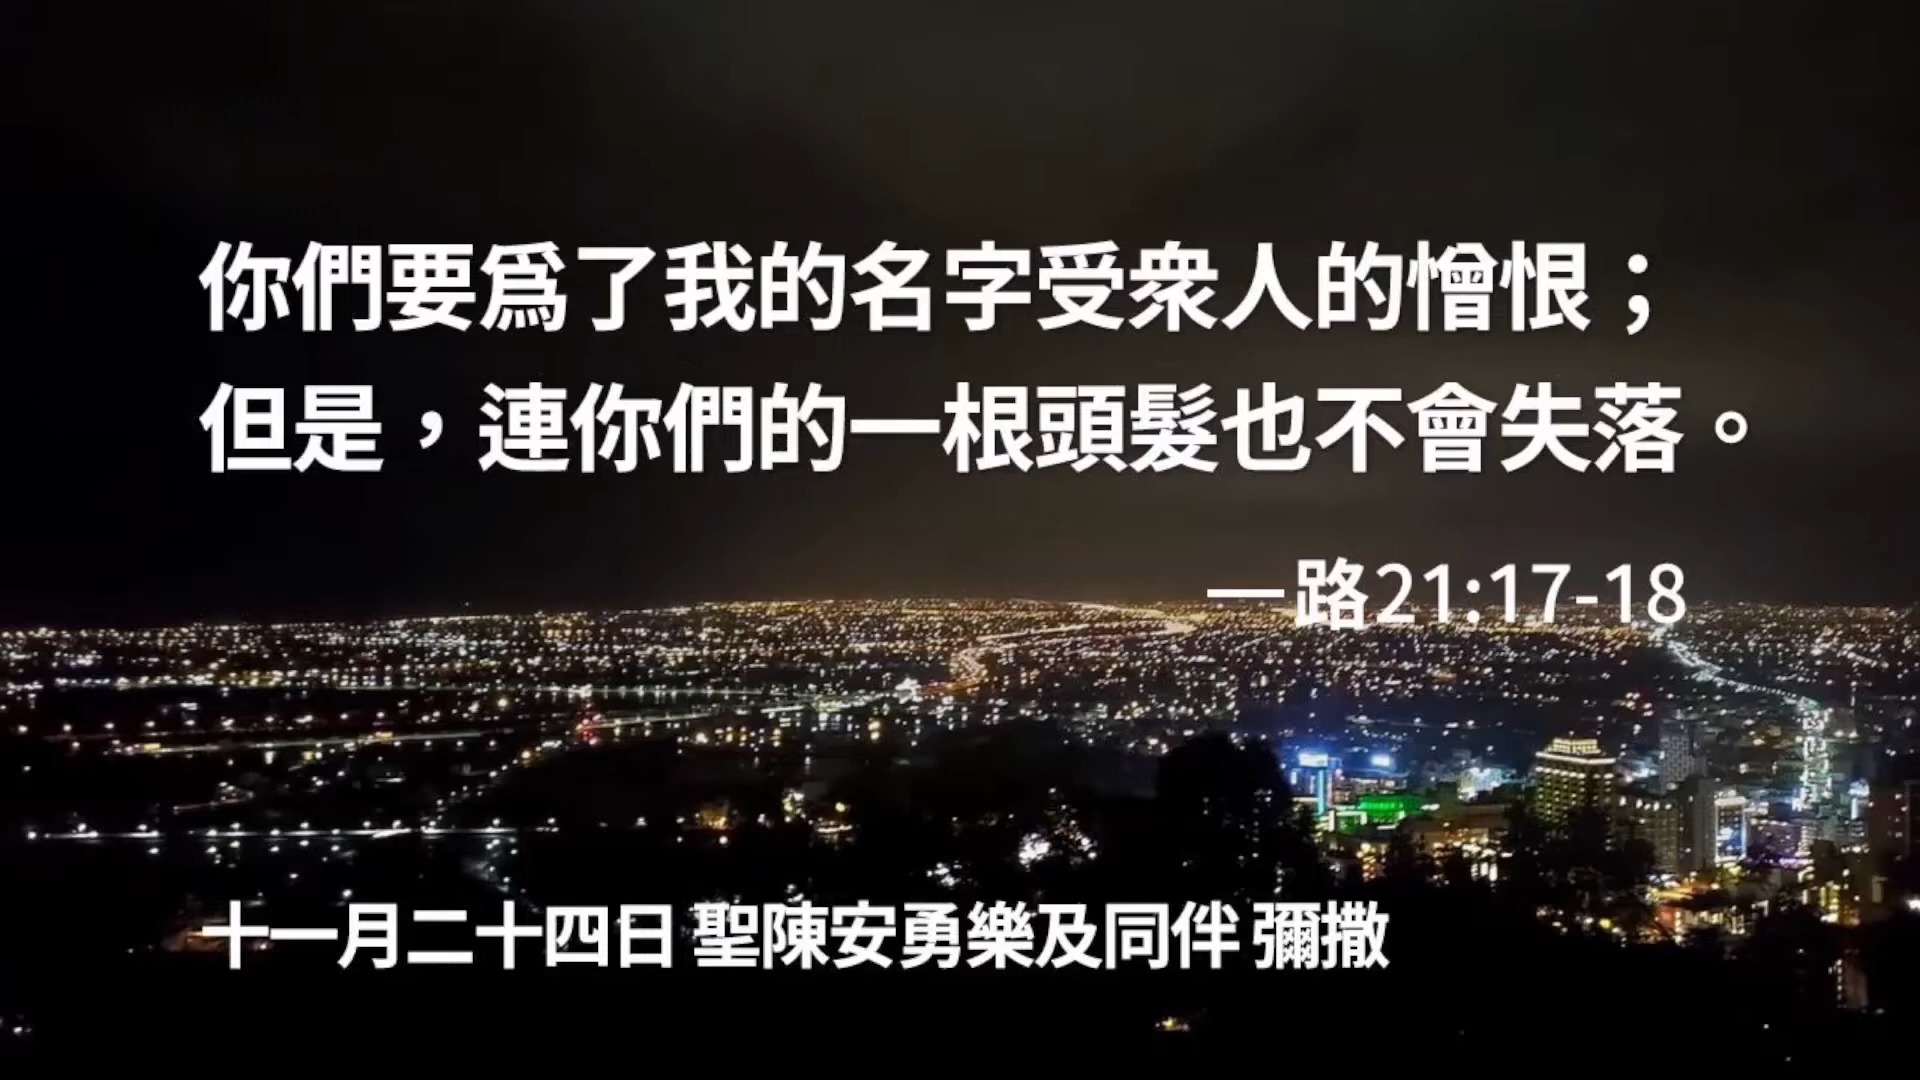 你們要爲了我的名字受衆人的憎恨；
但是，連你們的一根頭髮也不會失落。
—路21:17-18
十一月二十四日 聖陳安勇樂及同伴 彌撒